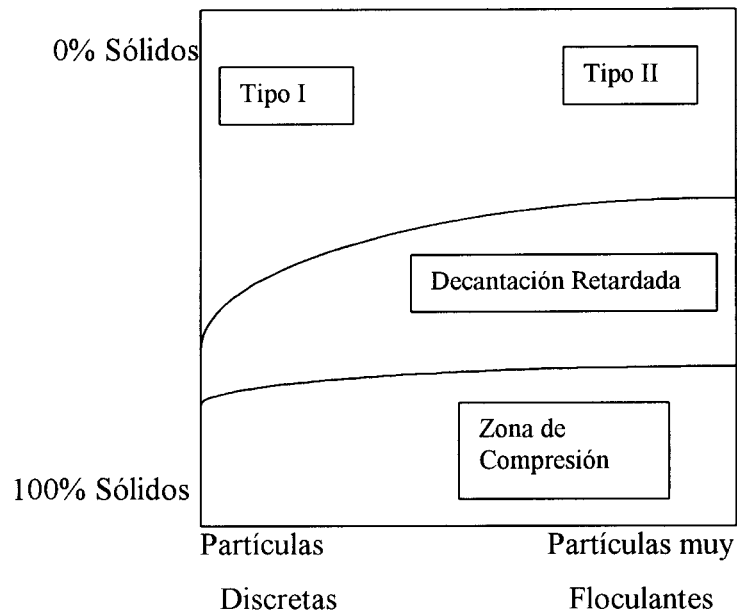 0% Sólidos
Tipo I
Tipo II
Decantación Retardada
Zona de
Compresión
100% Sólidos
Partículas
Discretas
Partículas muy
Floculantes